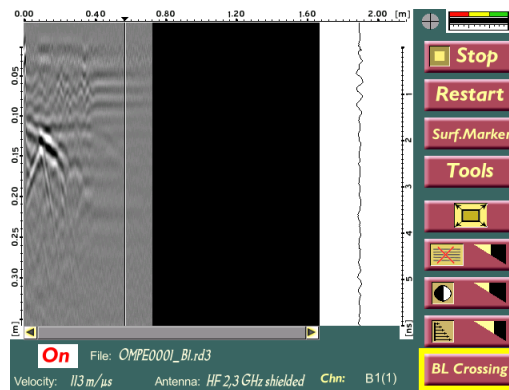 0.00 0.40 0.80 1.20 1.60 2.00 [m]
0.05
0.10
0.15
0.20
0.25
0.30
[m]
1
2
3
4
5
[ns]
Stop
Restart
Surf.Marker
Tools
BL Crossing
On File: OMPE0001_B1.rd3
Velocity: 113 m/µs Antenna: HF 2,3 GHz shielded Chn: B1(1)